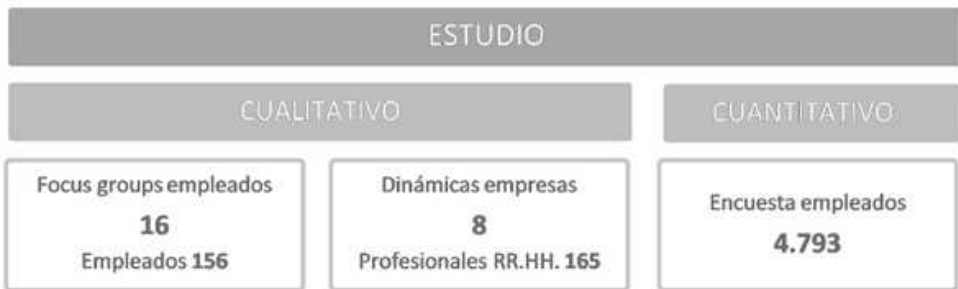 ESTUDIO
CUALITATIVO
CUANTITATIVO
Focus groups empleados
16
Empleados 156
Dinámicas empresas
8
Profesionales RR.HH. 165
Encuesta empleados
4.793